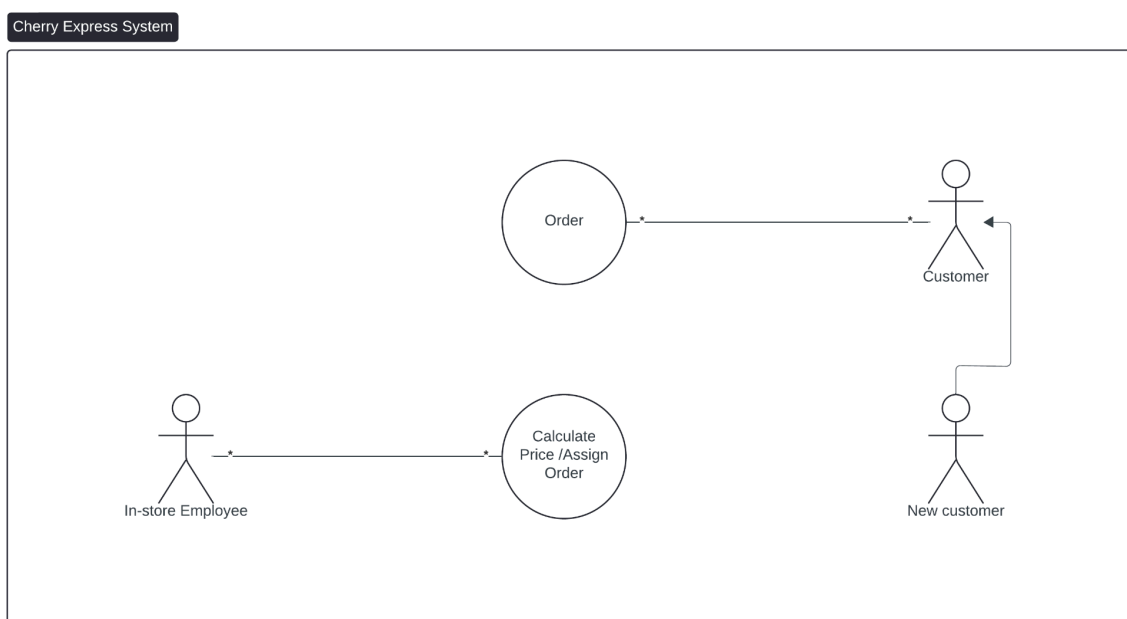 Cherry Express System
Order
*
*
Customer
Calculate
Price /Assign
Order
*
*
In-store Employee
New customer